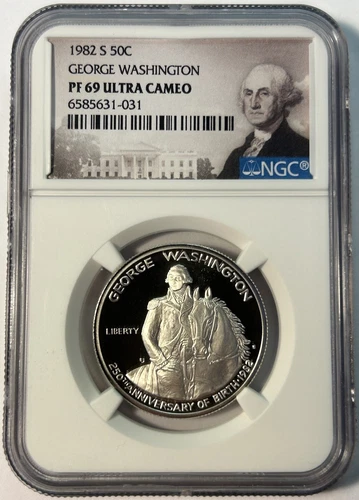 1982 S 50C
GEORGE WASHINGTON
PF 69 ULTRA CAMEO
6585631-031
NGC®
GEORGE WASHINGTON
LIBERTY
250TH ANNIVERSARY OF BIRTH·1982